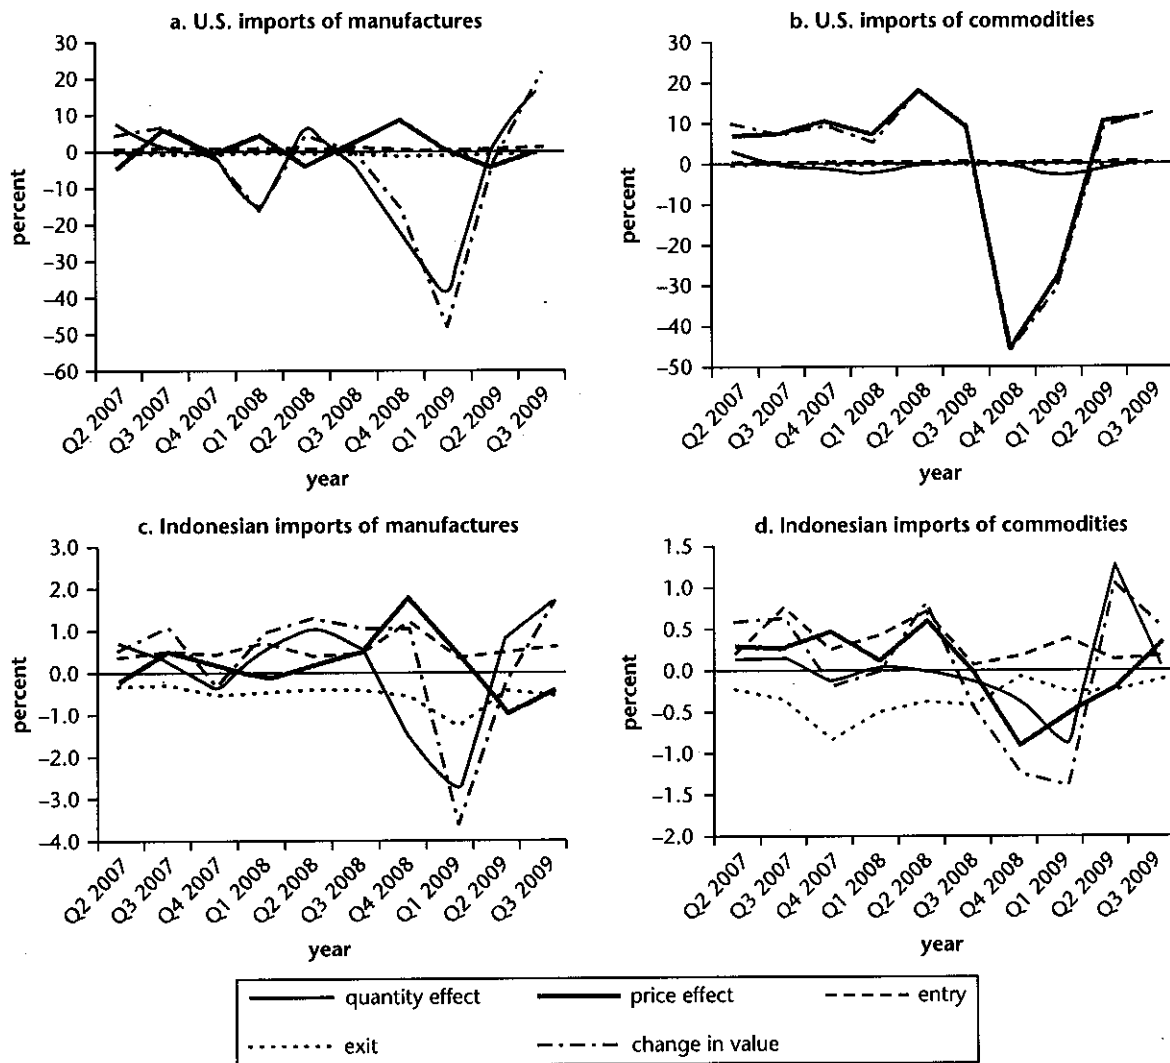 a. U.S. imports of manufactures
30
20
10
0
–10
–20
–30
–40
–50
–60
percent
Q2 2007
Q3 2007
Q4 2007
Q1 2008
Q2 2008
Q3 2008
Q4 2008
Q1 2009
Q2 2009
Q3 2009
year
b. U.S. imports of commodities
30
20
10
0
–10
–20
–30
–40
–50
percent
Q2 2007
Q3 2007
Q4 2007
Q1 2008
Q2 2008
Q3 2008
Q4 2008
Q1 2009
Q2 2009
Q3 2009
year
c. Indonesian imports of manufactures
3.0
2.0
1.0
0.0
–1.0
–2.0
–3.0
–4.0
percent
Q2 2007
Q3 2007
Q4 2007
Q1 2008
Q2 2008
Q3 2008
Q4 2008
Q1 2009
Q2 2009
Q3 2009
year
d. Indonesian imports of commodities
1.5
1.0
0.5
0.0
–0.5
–1.0
–1.5
–2.0
percent
Q2 2007
Q3 2007
Q4 2007
Q1 2008
Q2 2008
Q3 2008
Q4 2008
Q1 2009
Q2 2009
Q3 2009
year
quantity effect
price effect
entry
exit
change in value